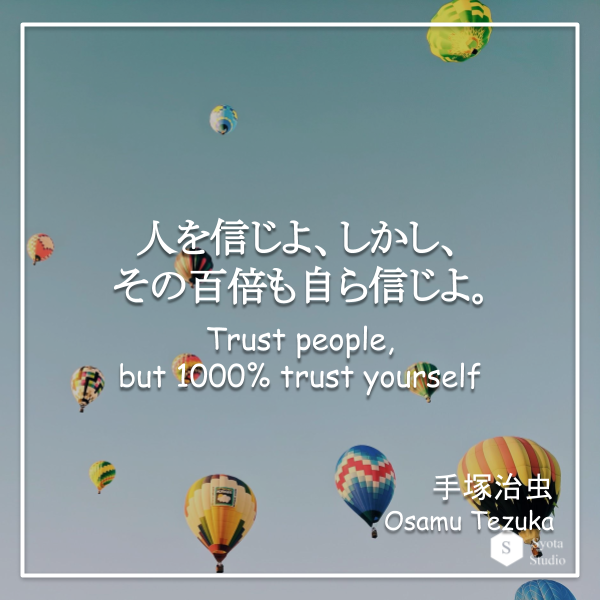 人を信じよ、しかし、
その百倍も自ら信じよ。
Trust people,
but 1000% trust yourself
手塚治虫
Osamu Tezuka
S
Syota
Studio